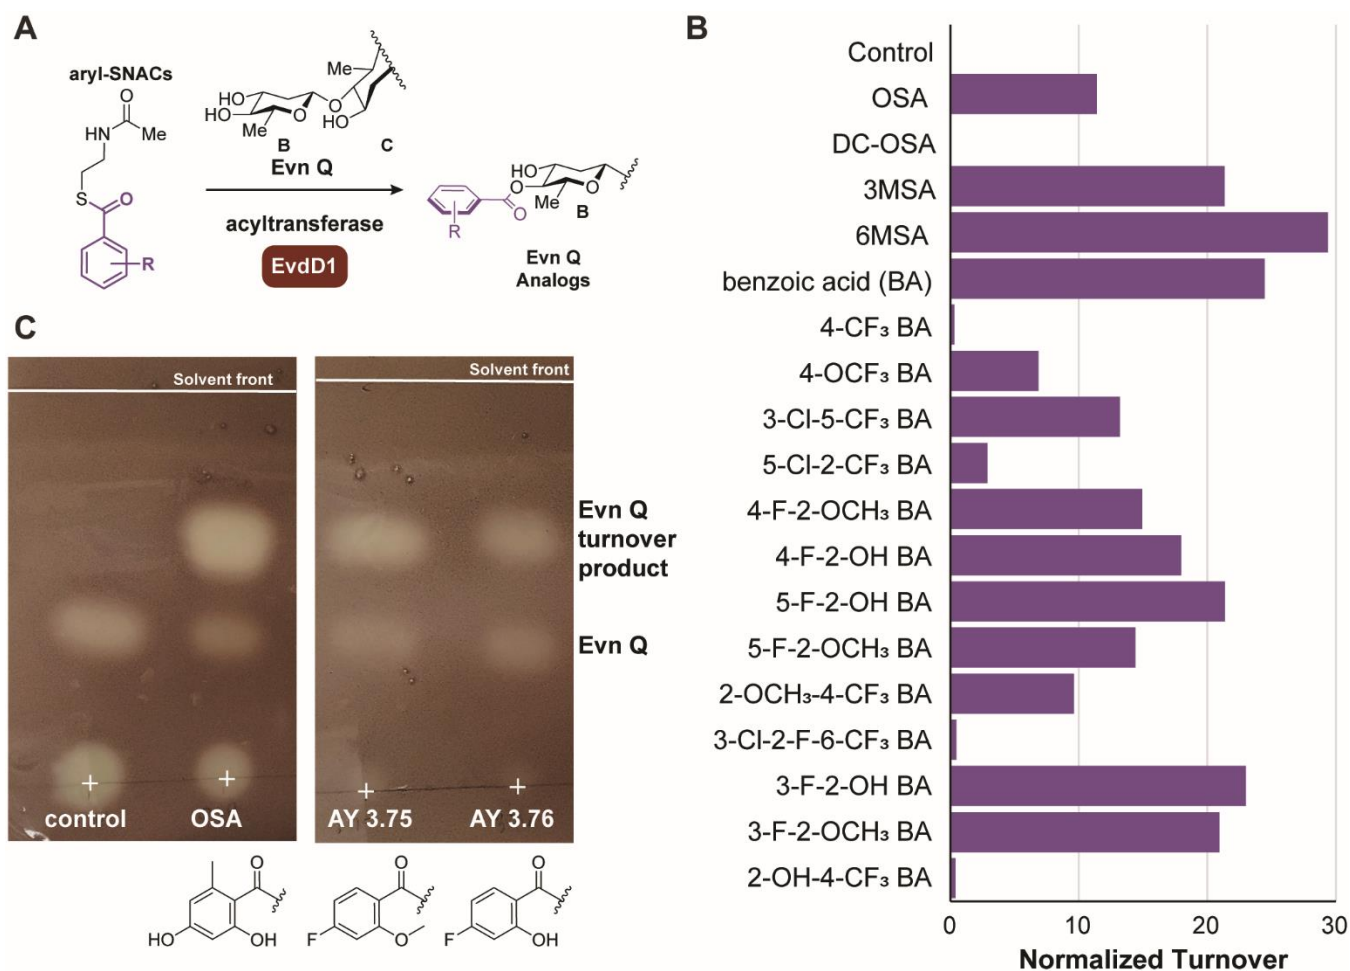 A
aryl-SNACs
O
HN
Me
S
O
R
HO
HO
Me
O
O
Me
HO
B
C
Evn Q
acyltransferase
EvdD1
HO
O
Me
O
O
B
R
Evn Q
Analogs
B
Control
OSA
DC-OSA
3MSA
6MSA
benzoic acid (BA)
4-CF₃ BA
4-OCF₃ BA
3-Cl-5-CF₃ BA
5-Cl-2-CF₃ BA
4-F-2-OCH₃ BA
4-F-2-OH BA
5-F-2-OH BA
5-F-2-OCH₃ BA
2-OCH₃-4-CF₃ BA
3-Cl-2-F-6-CF₃ BA
3-F-2-OH BA
3-F-2-OCH₃ BA
2-OH-4-CF₃ BA
0 10 20 30
Normalized Turnover
C
Solvent front
Solvent front
Evn Q
turnover
product
Evn Q
+ + + +
control OSA AY 3.75 AY 3.76
O O O
HO OH F O F OH